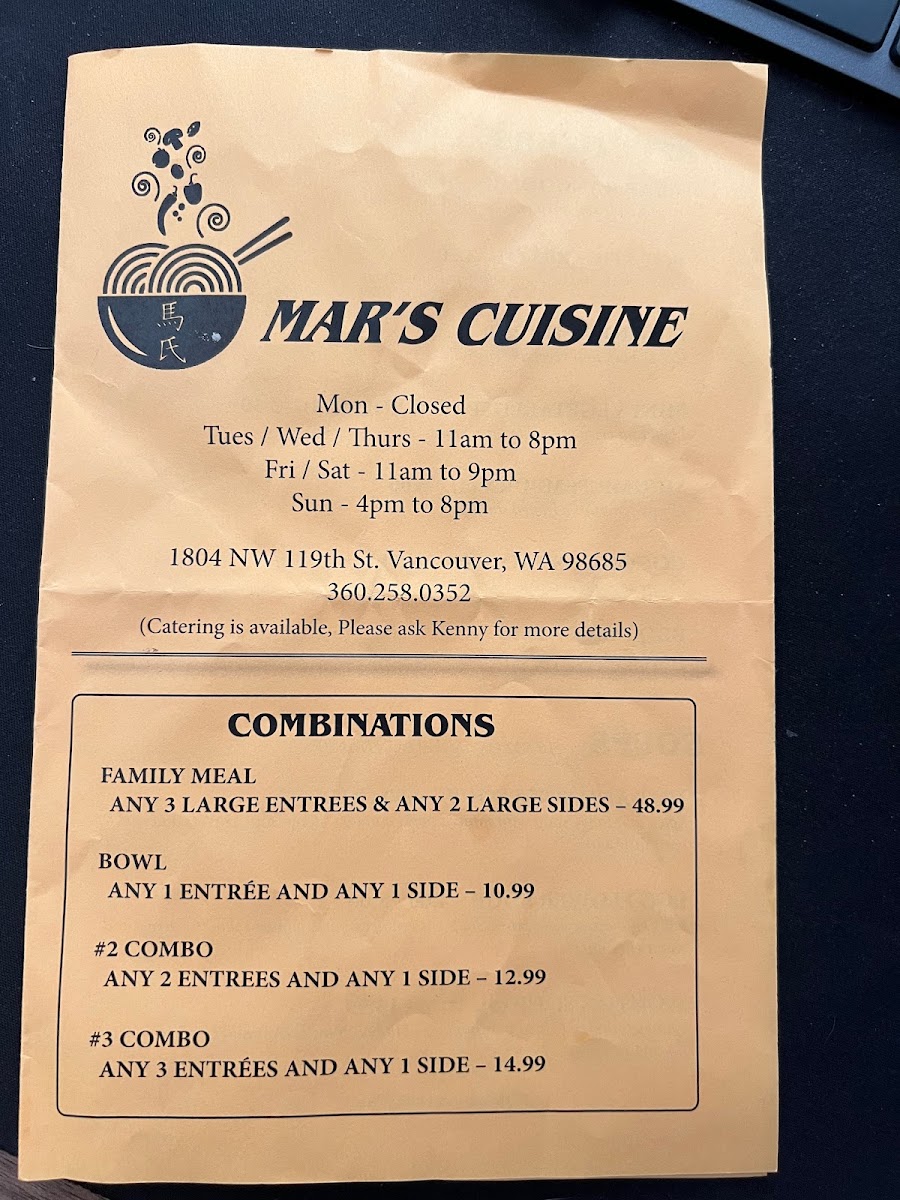 馬
氏
MAR'S CUISINE
Mon - Closed
Tues / Wed / Thurs - 11am to 8pm
Fri / Sat - 11am to 9pm
Sun - 4pm to 8pm
1804 NW 119th St. Vancouver, WA 98685
360.258.0352
(Catering is available, Please ask Kenny for more details)
COMBINATIONS
FAMILY MEAL
ANY 3 LARGE ENTREES & ANY 2 LARGE SIDES – 48.99
BOWL
ANY 1 ENTRÉE AND ANY 1 SIDE – 10.99
#2 COMBO
ANY 2 ENTREES AND ANY 1 SIDE – 12.99
#3 COMBO
ANY 3 ENTRÉES AND ANY 1 SIDE – 14.99